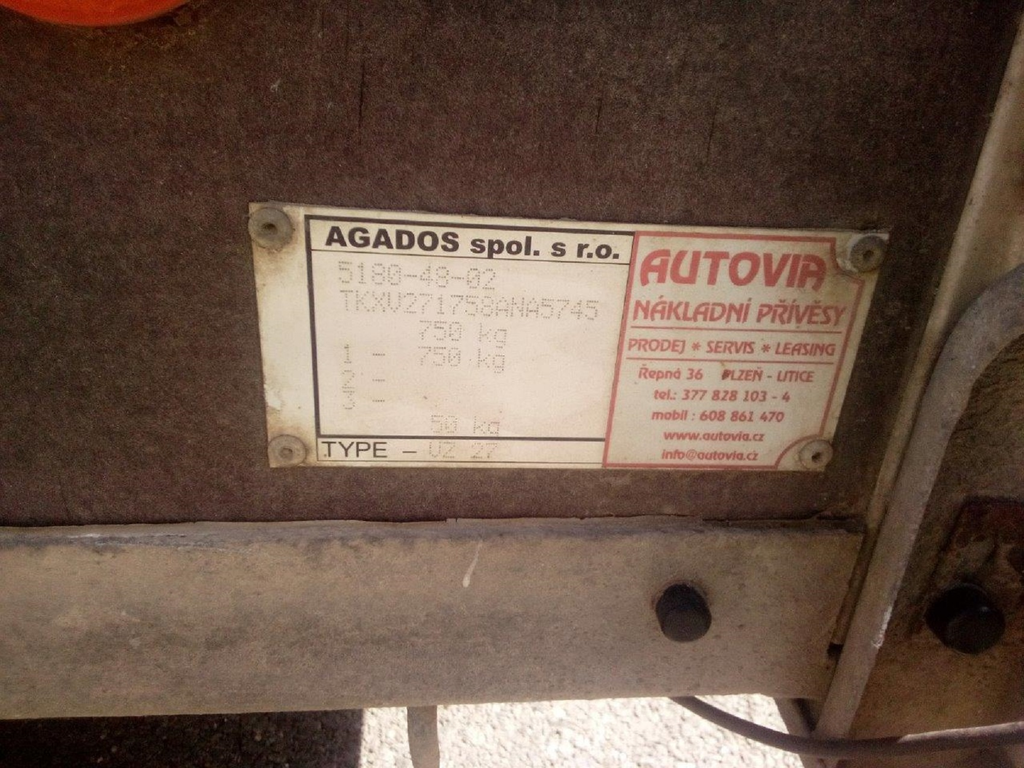 AGADOS spol. s r.o.
5180-48-02
TKXV271758ANA5745
750 kg
1 - 750 kg
2 -
3 -
50 kg
TYPE - VZ 27
AUTOVIA
NÁKLADNÍ PŘÍVĚSY
PRODEJ * SERVIS * LEASING
Řepná 36 PLZEŇ - LITICE
tel.: 377 828 103 - 4
mobil : 608 861 470
www.autovia.cz
info@autovia.cz